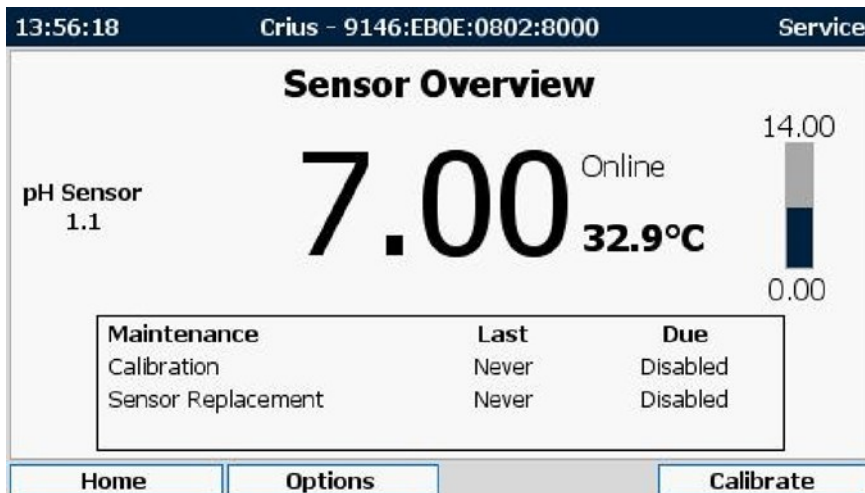 13:56:18 Crius - 9146:EB0E:0802:8000 Service
Sensor Overview
14.00
pH Sensor
1.1
7.00
Online
32.9°C
0.00
Maintenance Last Due
Calibration Never Disabled
Sensor Replacement Never Disabled
Home Options Calibrate